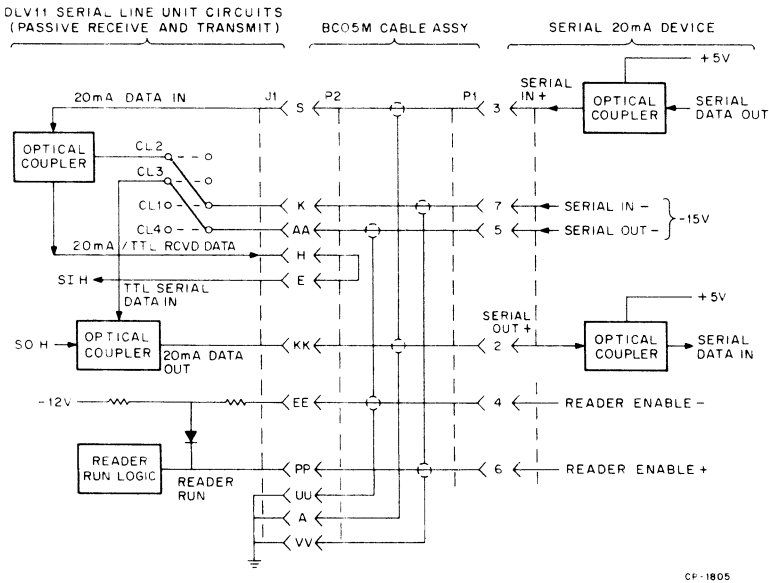 DLV11 SERIAL LINE UNIT CIRCUITS
(PASSIVE RECEIVE AND TRANSMIT)
BC05M CABLE ASSY
SERIAL 20mA DEVICE
+5V
20mA DATA IN
J1
S
P2
P1
3
SERIAL
IN+
OPTICAL
COUPLER
SERIAL
DATA OUT
OPTICAL
COUPLER
CL2
CL3
CL1
K
7
SERIAL IN -
-15V
CL4
AA
5
SERIAL OUT -
20mA / TTL RCVD DATA
H
SI H
E
TTL SERIAL
DATA IN
+5V
SO H
OPTICAL
COUPLER
20mA DATA
OUT
KK
2
SERIAL
OUT+
OPTICAL
COUPLER
SERIAL
DATA IN
-12V
EE
4
READER ENABLE -
READER
RUN LOGIC
READER
RUN
PP
6
READER ENABLE +
UU
A
VV
CP-1805